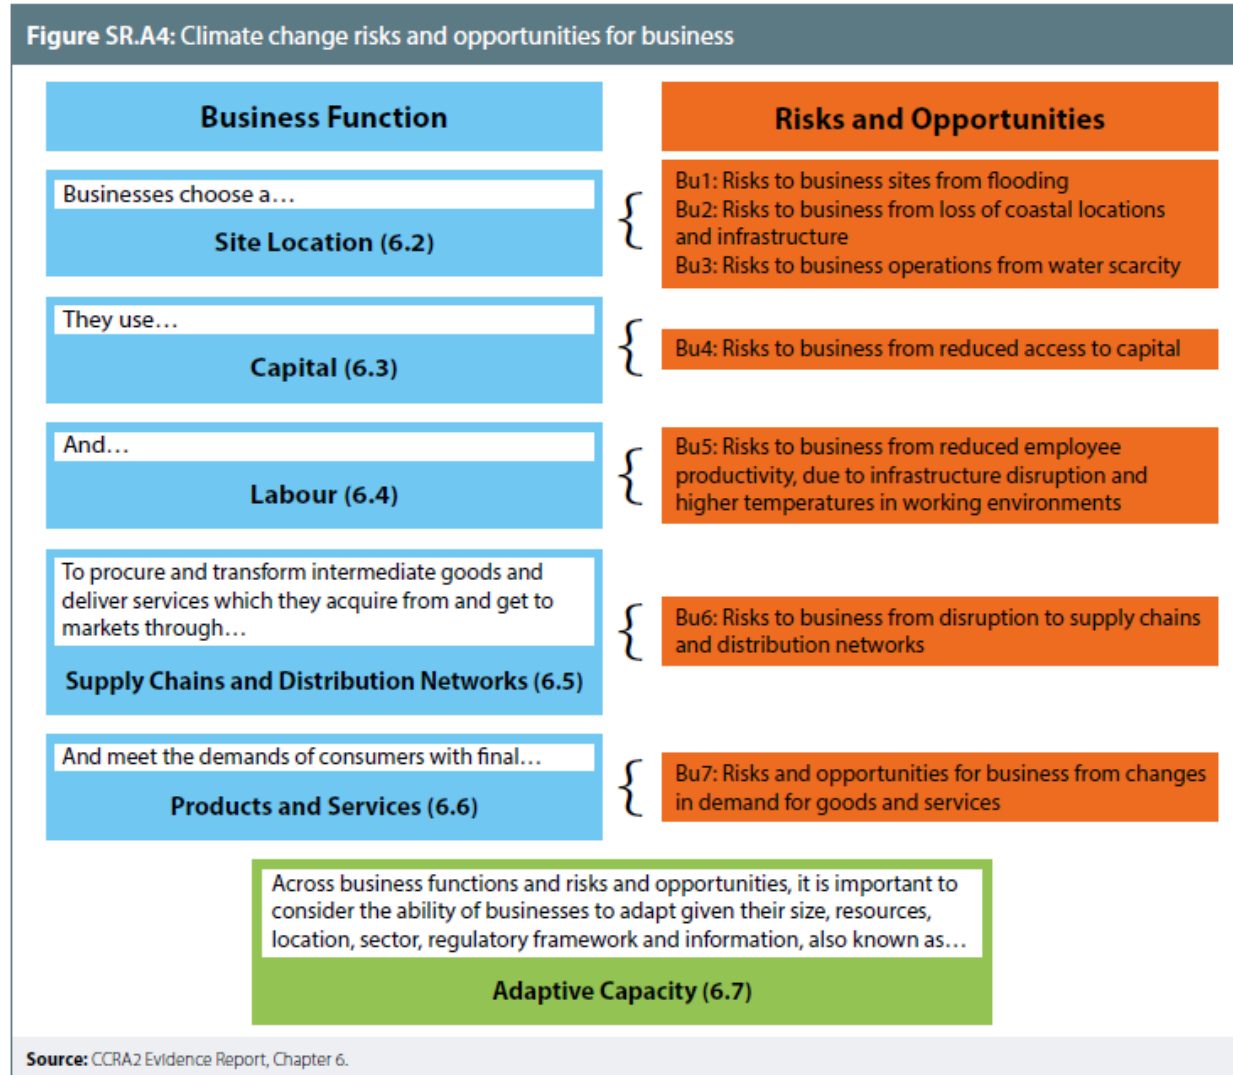 Figure SR.A4: Climate change risks and opportunities for business
Business Function
Risks and Opportunities
Businesses choose a…
Site Location (6.2)
{
Bu1: Risks to business sites from flooding
Bu2: Risks to business from loss of coastal locations
and infrastructure
Bu3: Risks to business operations from water scarcity
They use…
Capital (6.3)
{
Bu4: Risks to business from reduced access to capital
And…
Labour (6.4)
{
Bu5: Risks to business from reduced employee
productivity, due to infrastructure disruption and
higher temperatures in working environments
To procure and transform intermediate goods and
deliver services which they acquire from and get to
markets through…
Supply Chains and Distribution Networks (6.5)
{
Bu6: Risks to business from disruption to supply chains
and distribution networks
And meet the demands of consumers with final…
Products and Services (6.6)
{
Bu7: Risks and opportunities for business from changes
in demand for goods and services
Across business functions and risks and opportunities, it is important to
consider the ability of businesses to adapt given their size, resources,
location, sector, regulatory framework and information, also known as…
Adaptive Capacity (6.7)
Source: CCRA2 Evidence Report, Chapter 6.